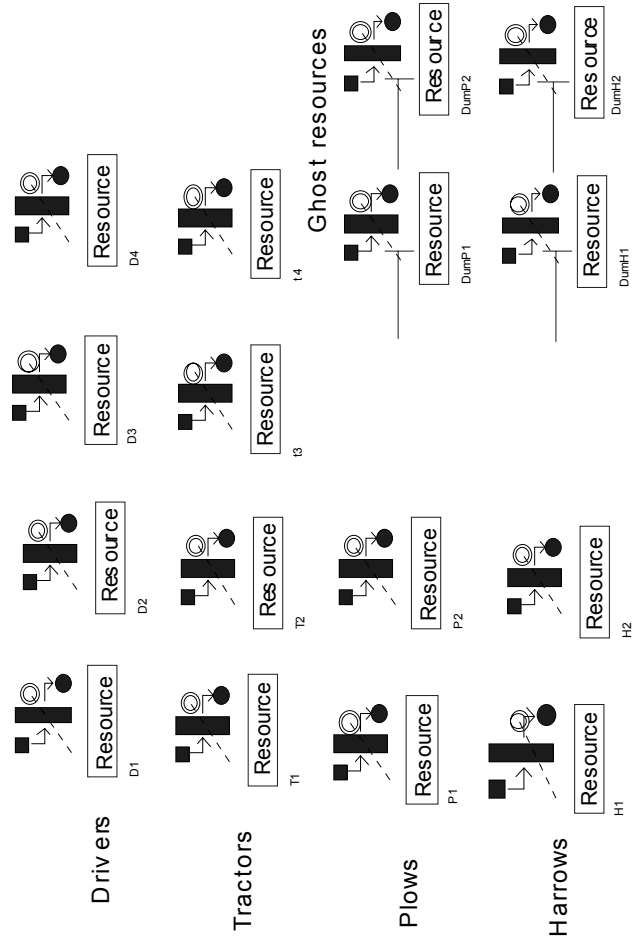 Drivers
Resource
D1
Resource
D2
Resource
D3
Resource
D4
Tractors
Resource
T1
Resource
T2
Resource
t3
Resource
t4
Ghost resources
Plows
Resource
P1
Resource
P2
Resource
DumP1
Resource
DumP2
Harrows
Resource
H1
Resource
H2
Resource
DumH1
Resource
DumH2